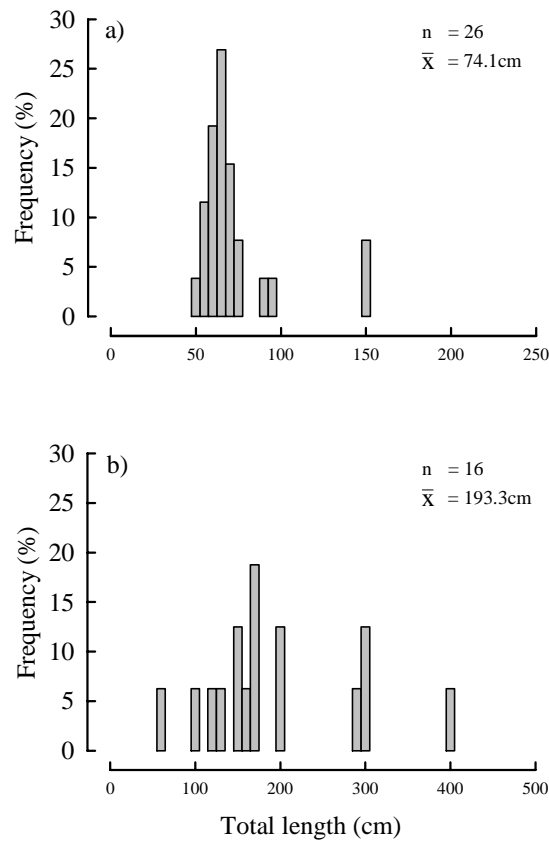 a)
n = 26
x̄ = 74.1cm
Frequency (%)
30
25
20
15
10
5
0
0 50 100 150 200 250
b)
n = 16
x̄ = 193.3cm
Frequency (%)
30
25
20
15
10
5
0
0 100 200 300 400 500
Total length (cm)